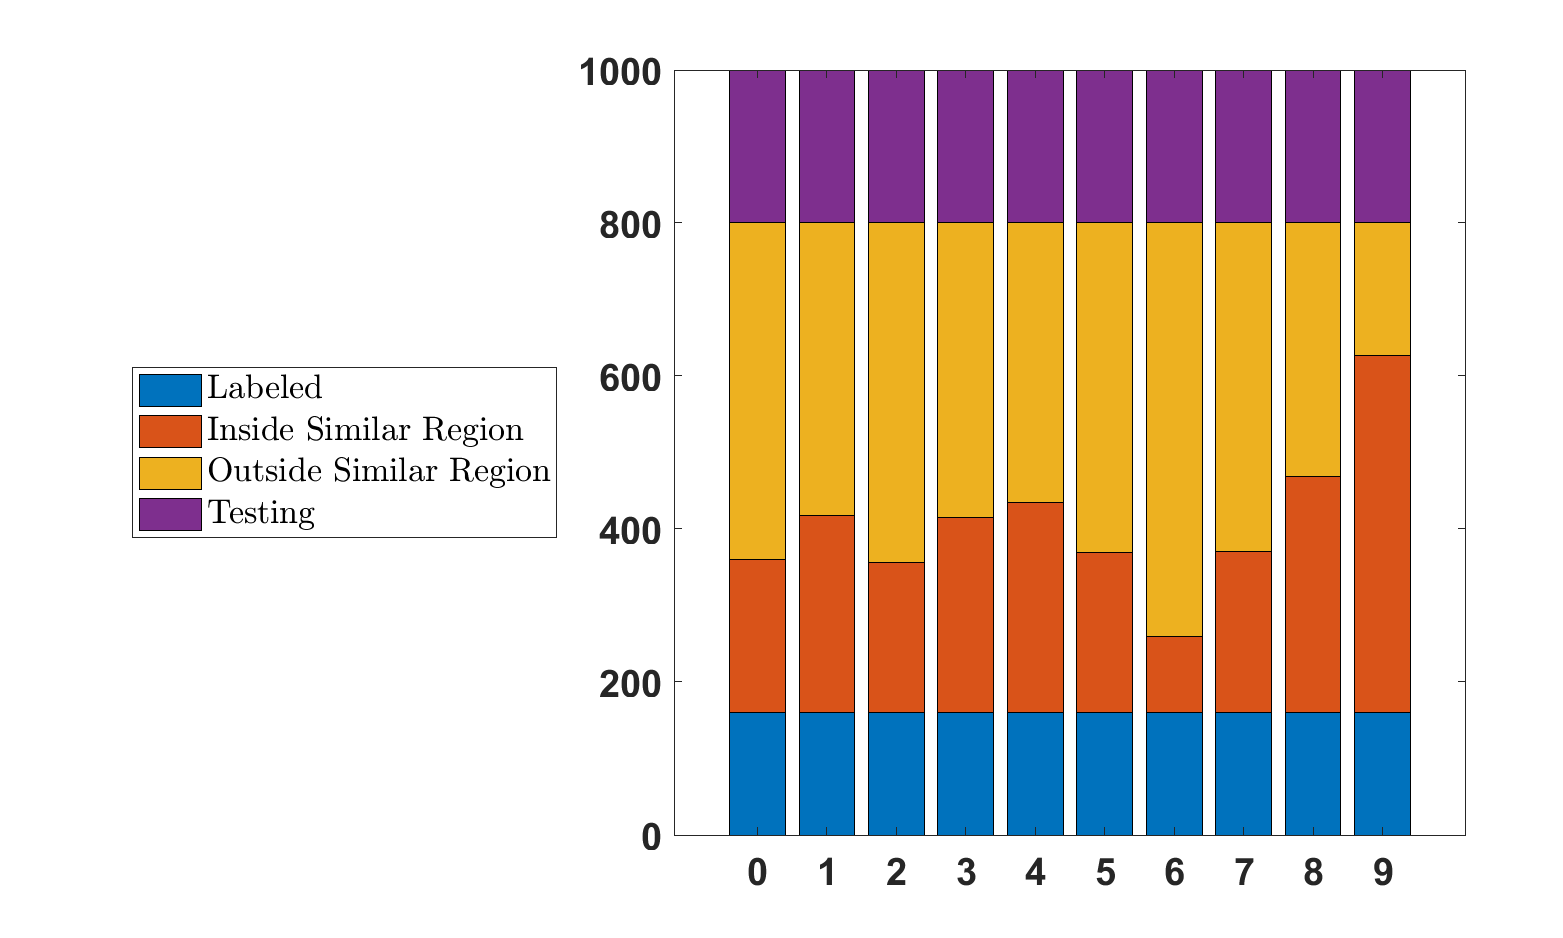 Labeled
Inside Similar Region
Outside Similar Region
Testing
1000
800
600
400
200
0
0 1 2 3 4 5 6 7 8 9